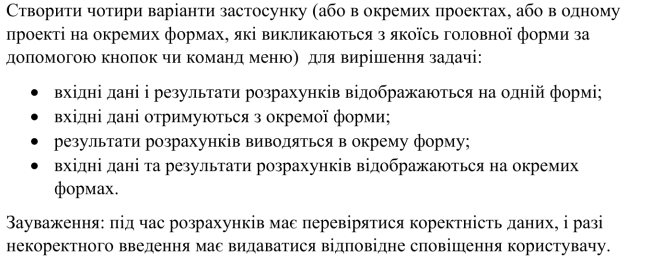 Створити чотири варіанти застосунку (або в окремих проектах, або в одному
проекті на окремих формах, які викликаються з якоїсь головної форми за
допомогою кнопок чи команд меню)  для вирішення задачі:
• вхідні дані і результати розрахунків відображаються на одній формі;
• вхідні дані отримуються з окремої форми;
• результати розрахунків виводяться в окрему форму;
• вхідні дані та результати розрахунків відображаються на окремих
формах.
Зауваження: під час розрахунків має перевірятися коректність даних, і разі
некоректного введення має видаватися відповідне сповіщення користувачу.